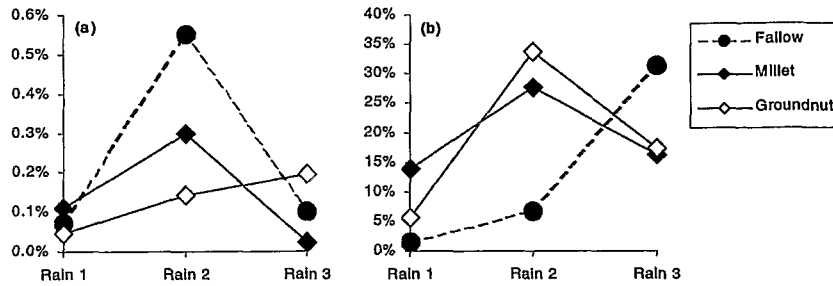 (a)
0.6%
0.5%
0.4%
0.3%
0.2%
0.1%
0.0%
Rain 1 Rain 2 Rain 3
(b)
40%
35%
30%
25%
20%
15%
10%
5%
0%
Rain 1 Rain 2 Rain 3
Fallow
Millet
Groundnut